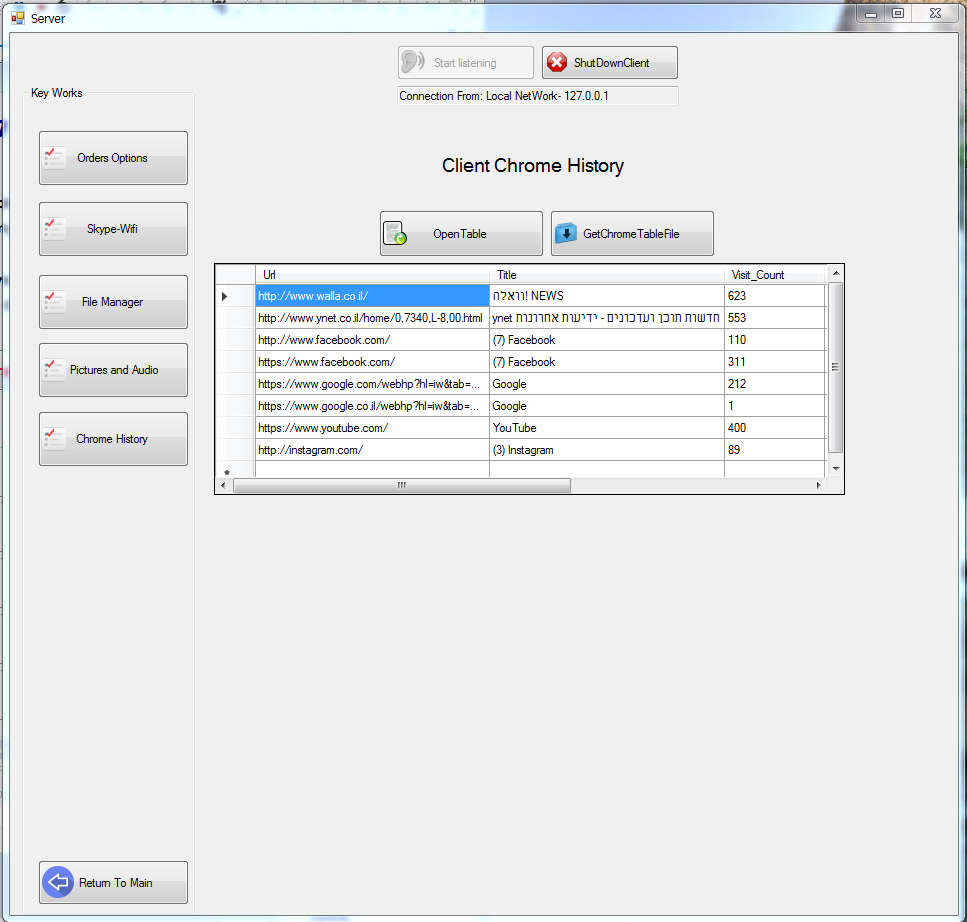 Server
Start listening
ShutDownClient
Connection From: Local NetWork- 127.0.0.1
Key Works
Orders Options
Skype-Wifi
File Manager
Pictures and Audio
Chrome History
Return To Main
Client Chrome History
OpenTable
GetChromeTableFile
Url Title Visit_Count
http://www.walla.co.il/ וואלה! NEWS 623
http://www.ynet.co.il/home/0,7340,L-8,00.html ynet חדשות תוכן ועדכונים - ידיעות אחרונות 553
http://www.facebook.com/ (7) Facebook 110
https://www.facebook.com/ (7) Facebook 311
https://www.google.com/webhp?hl=iw&tab=... Google 212
https://www.google.co.il/webhp?hl=iw&tab=... Google 1
https://www.youtube.com/ YouTube 400
http://instagram.com/ (3) Instagram 89